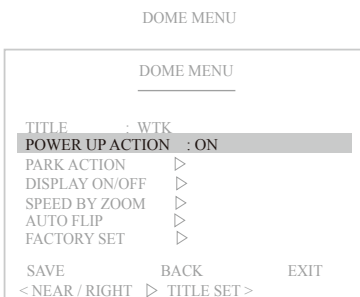 DOME MENU
DOME MENU
TITLE : WTK
POWER UP ACTION : ON
PARK ACTION ▷
DISPLAY ON/OFF ▷
SPEED BY ZOOM ▷
AUTO FLIP ▷
FACTORY SET ▷
SAVE BACK EXIT
< NEAR / RIGHT ▷ TITLE SET >